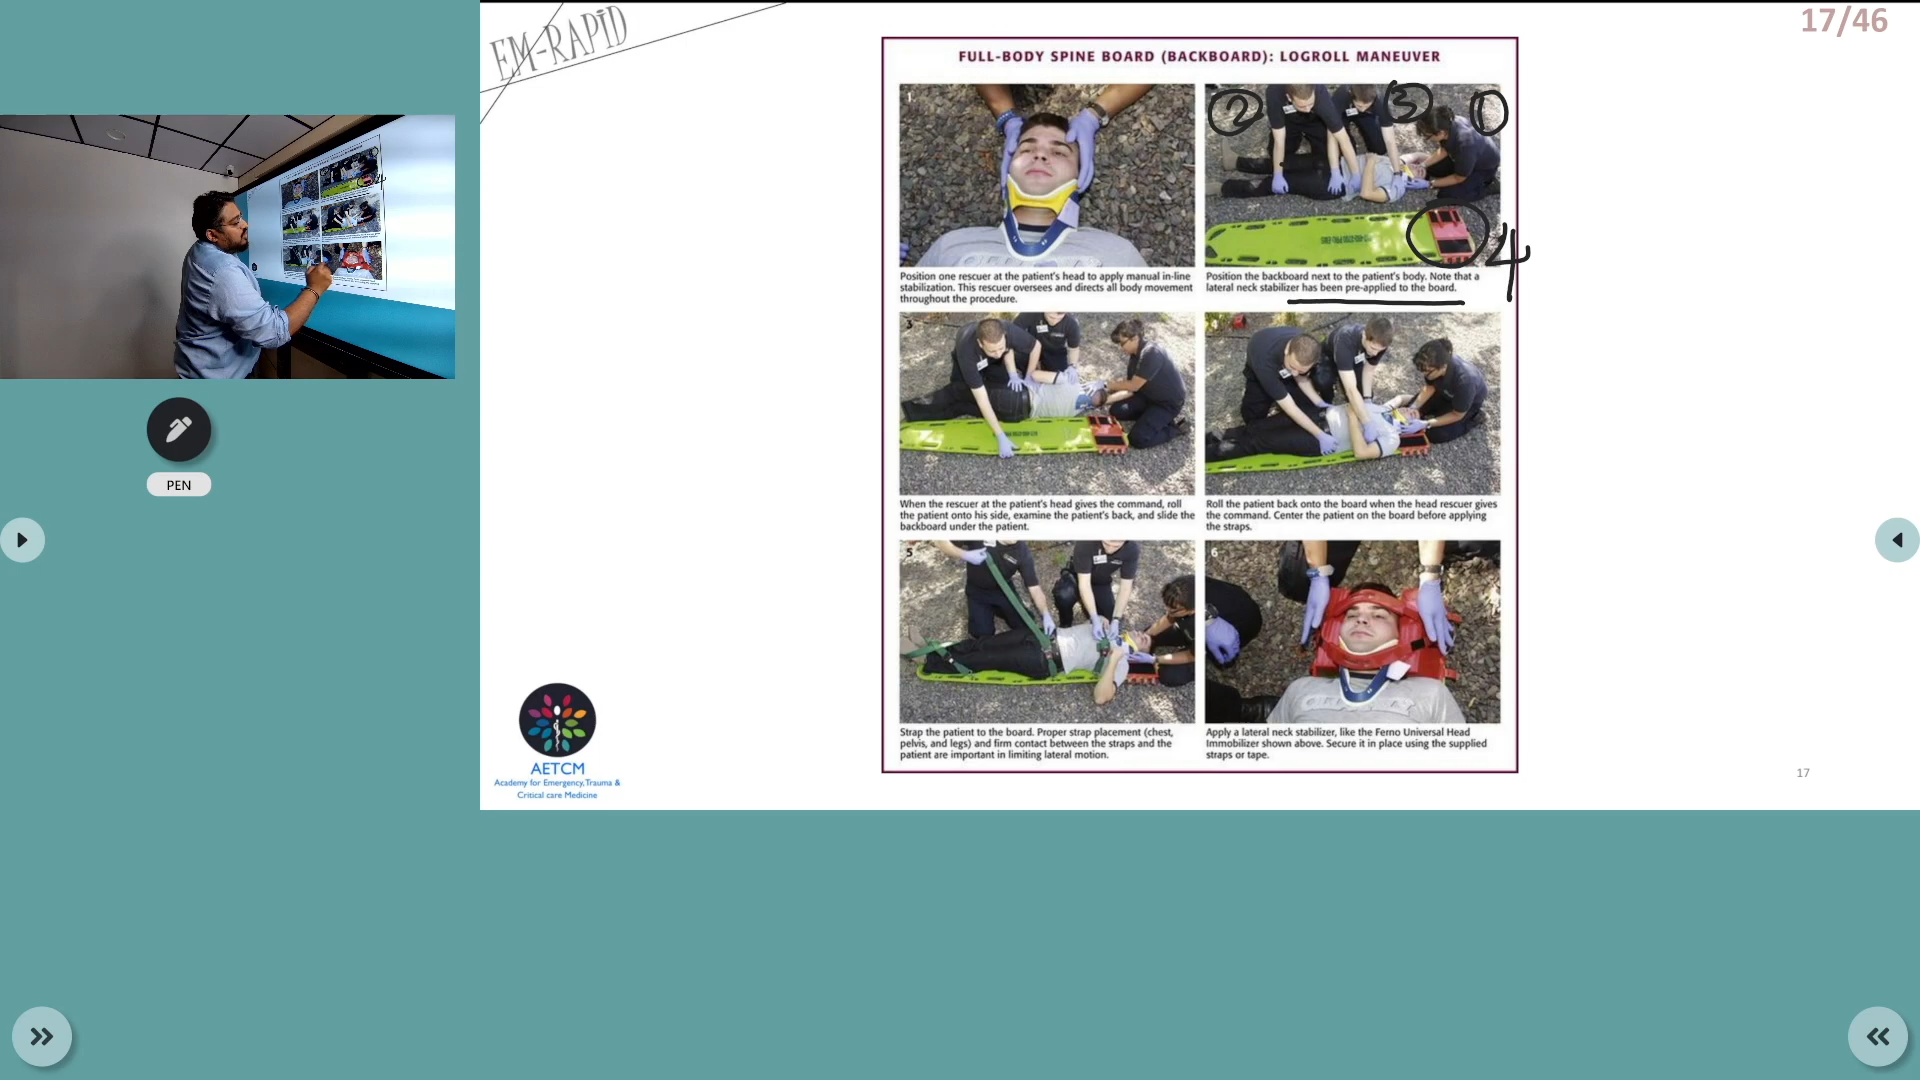 EM-RAPiD
17/46
FULL-BODY SPINE BOARD (BACKBOARD): LOGROLL MANEUVER
1
Position one rescuer at the patient's head to apply manual in-line
stabilization. This rescuer oversees and directs all body movement
throughout the procedure.
2 3 1
4
Position the backboard next to the patient's body. Note that a
lateral neck stabilizer has been pre-applied to the board.
3
When the rescuer at the patient's head gives the command, roll
the patient onto his side, examine the patient's back, and slide the
backboard under the patient.
4
Roll the patient back onto the board when the head rescuer gives
the command. Center the patient on the board before applying
the straps.
5
Strap the patient to the board. Proper strap placement (chest,
pelvis, and legs) and firm contact between the straps and the
patient are important in limiting lateral motion.
6
Apply a lateral neck stabilizer, like the Ferno Universal Head
Immobilizer shown above. Secure it in place using the supplied
straps or tape.
PEN
AETCM
Academy for Emergency,Trauma &
Critical care Medicine
17